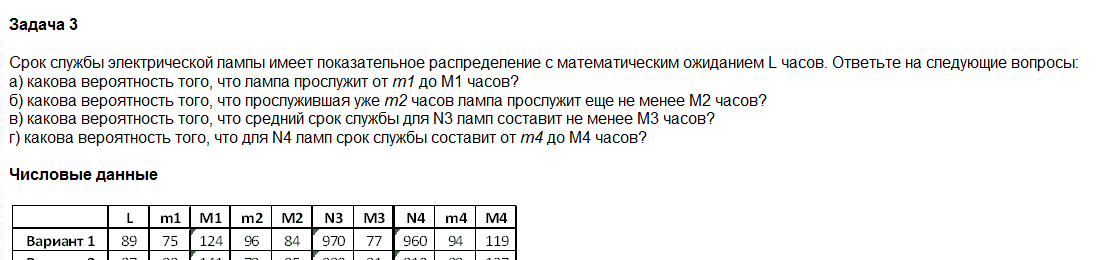 Задача 3
Срок службы электрической лампы имеет показательное распределение с математическим ожиданием L часов. Ответьте на следующие вопросы:
а) какова вероятность того, что лампа прослужит от m1 до M1 часов?
б) какова вероятность того, что прослужившая уже m2 часов лампа прослужит еще не менее M2 часов?
в) какова вероятность того, что средний срок службы для N3 ламп составит не менее M3 часов?
г) какова вероятность того, что для N4 ламп срок службы составит от m4 до M4 часов?
Числовые данные
L m1 M1 m2 M2 N3 M3 N4 m4 M4
Вариант 1 89 75 124 96 84 970 77 960 94 119